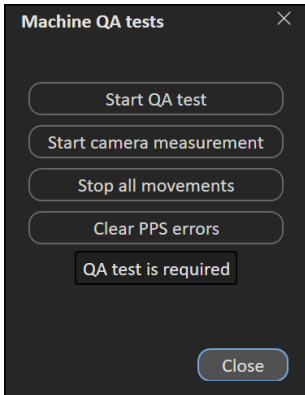 Machine QA tests
Start QA test
Start camera measurement
Stop all movements
Clear PPS errors
QA test is required
Close